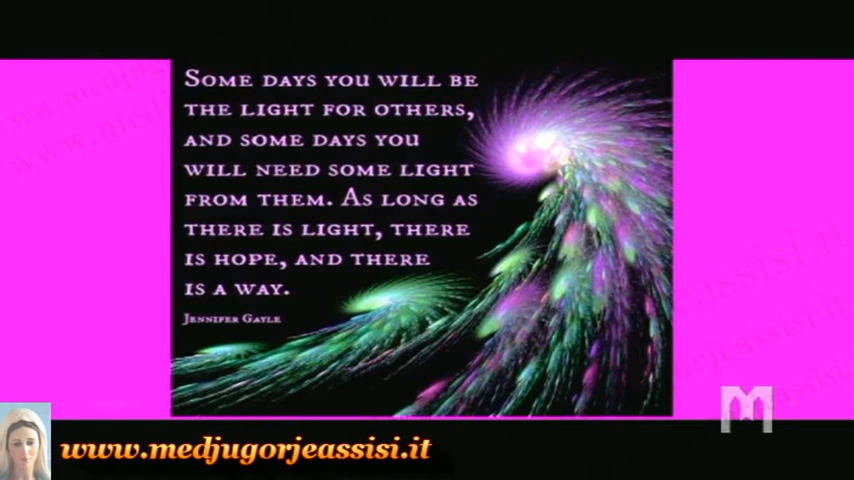 Some days you will be
the light for others,
and some days you
will need some light
from them. As long as
there is light, there
is hope, and there
is a way.
Jennifer Gayle
M
www.medjugorjeassisi.it